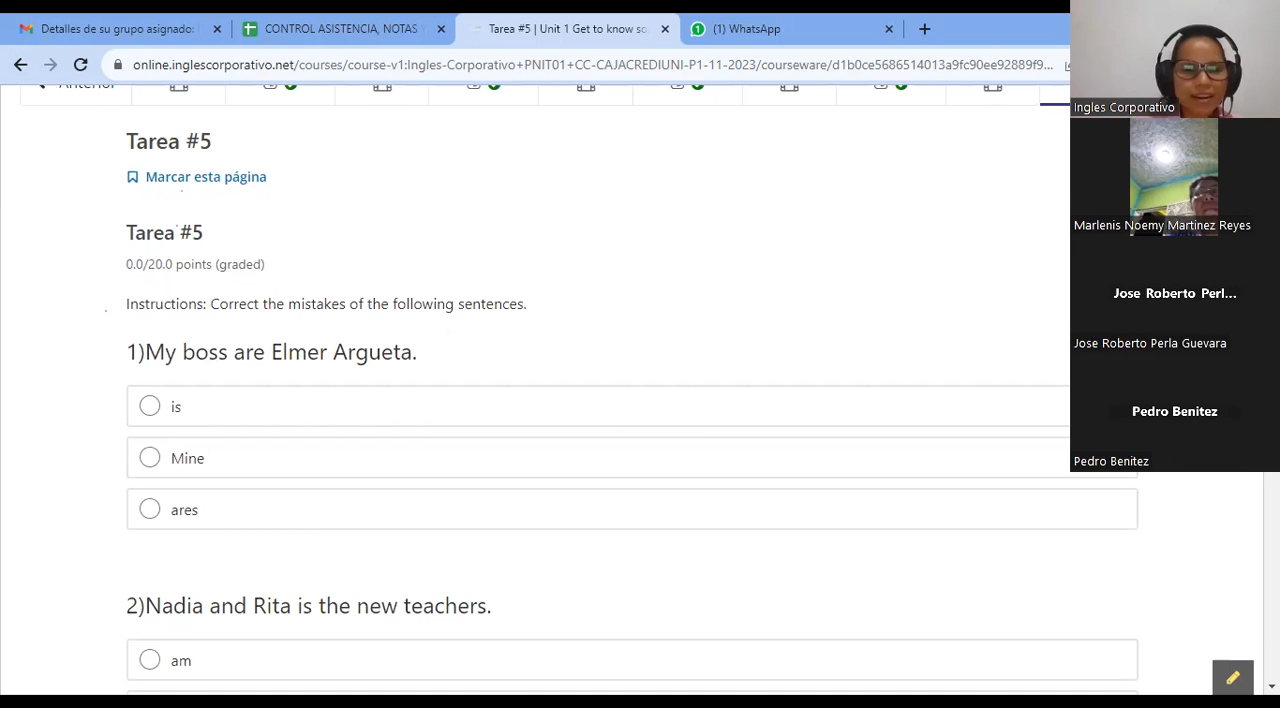 Detalles de su grupo asignado:
CONTROL ASISTENCIA, NOTAS
Tarea #5 | Unit 1 Get to know so
(1) WhatsApp
online.inglescorporativo.net/courses/course-v1:Ingles-Corporativo+PNIT01+CC-CAJACREDIUNI-P1-11-2023/courseware/d1b0ce5686514013a9fc90ee92889f9...
Anterior
Tarea #5
Marcar esta página
Tarea #5
0.0/20.0 points (graded)
Instructions: Correct the mistakes of the following sentences.
1)My boss are Elmer Argueta.
is
Mine
ares
2)Nadia and Rita is the new teachers.
am
Ingles Corporativo
Marlenis Noemy Martinez Reyes
Jose Roberto Perl...
Jose Roberto Perla Guevara
Pedro Benitez
Pedro Benitez